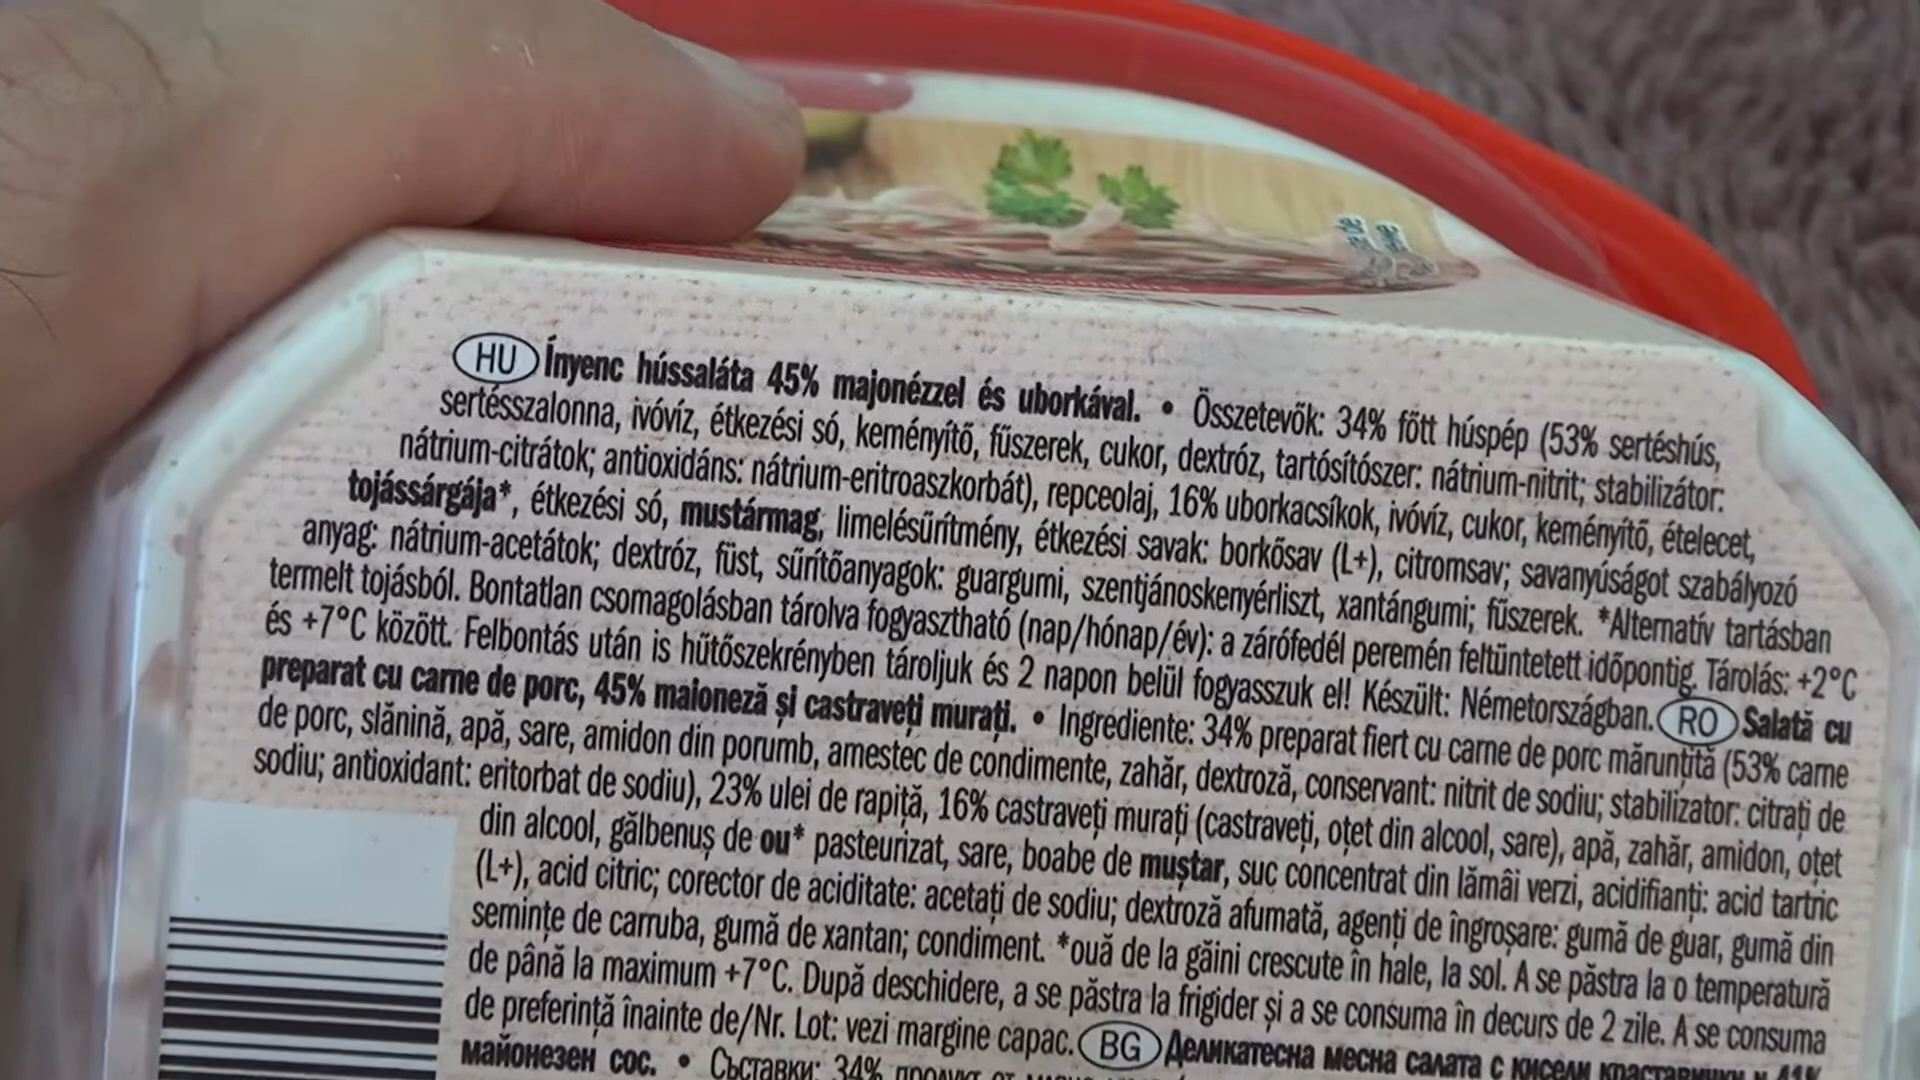 HU Ínyenc hússaláta 45% majonézzel és uborkával. • Összetevők: 34% főtt húspép (53% sertéshús,
sertésszalonna, ivóvíz, étkezési só, keményítő, fűszerek, cukor, dextróz, tartósítószer: nátrium-nitrit; stabilizátor:
nátrium-citrátok; antioxidáns: nátrium-eritroaszkorbát), repceolaj, 16% uborkacsíkok, ivóvíz, cukor, keményítő, ételecet,
tojássárgája*, étkezési só, mustármag, limelésűrítmény, étkezési savak: borkősav (L+), citromsav; savanyúságot szabályozó
anyag: nátrium-acetátok; dextróz, füst, sűrítőanyagok: guargumi, szentjánoskenyérliszt, xantángumi; fűszerek. *Alternatív tartásban
termelt tojásból. Bontatlan csomagolásban tárolva fogyasztható (nap/hónap/év): a zárófedél peremén feltüntetett időpontig. Tárolás: +2°C
és +7°C között. Felbontás után is hűtőszekrényben tároljuk és 2 napon belül fogyasszuk el! Készült: Németországban. RO Salată cu
preparat cu carne de porc, 45% maioneză și castraveți murați. • Ingrediente: 34% preparat fiert cu carne de porc mărunțită (53% carne
de porc, slănină, apă, sare, amidon din porumb, amestec de condimente, zahăr, dextroză, conservant: nitrit de sodiu; stabilizator: citrați de
sodiu; antioxidant: eritorbat de sodiu), 23% ulei de rapiță, 16% castraveți murați (castraveți, oțet din alcool, sare), apă, zahăr, amidon, oțet
din alcool, gălbenuș de ou* pasteurizat, sare, boabe de muștar, suc concentrat din lămâi verzi, acidifianți: acid tartric
(L+), acid citric; corector de aciditate: acetați de sodiu; dextroză afumată, agenți de îngroșare: gumă de guar, gumă din
semințe de carruba, gumă de xantan; condiment. *ouă de la găini crescute în hale, la sol. A se păstra la o temperatură
de până la maximum +7°C. După deschidere, a se păstra la frigider și a se consuma în decurs de 2 zile. A se consuma
de preferință înainte de/Nr. Lot: vezi margine capac. BG Деликатесна месна салата с кисели краставички и 41%
майонезен сос. • Съставки: 34% продукт от